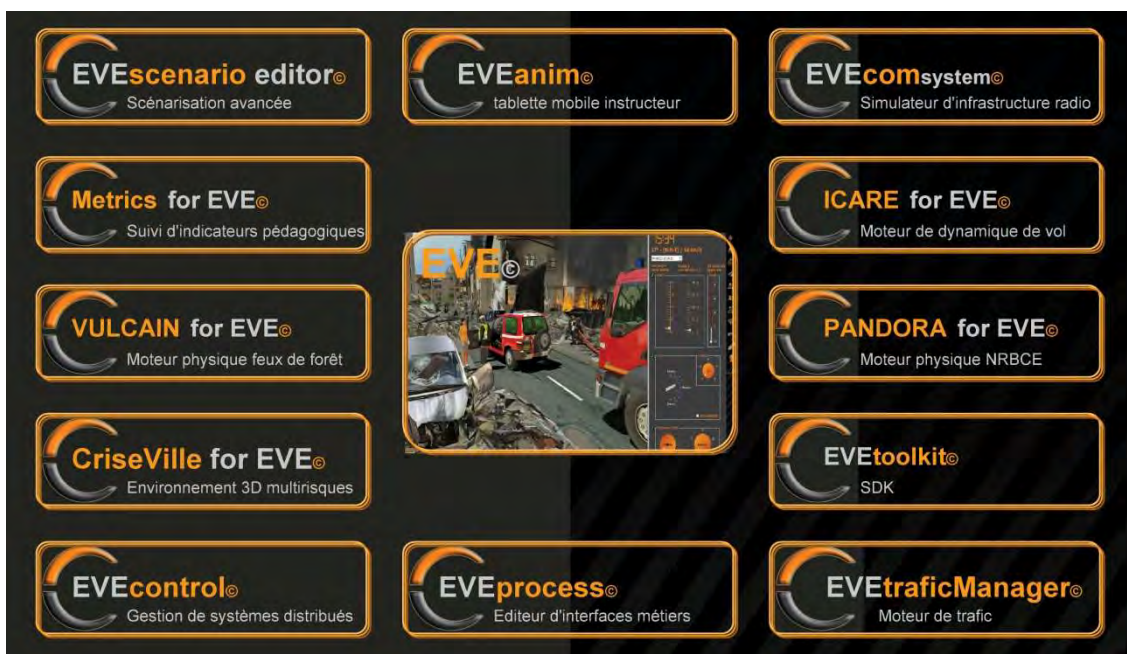 EVEscenario editor©
Scénarisation avancée
EVEanim©
tablette mobile instructeur
EVEcomsystem©
Simulateur d'infrastructure radio
Metrics for EVE©
Suivi d'indicateurs pédagogiques
ICARE for EVE©
Moteur de dynamique de vol
EVE©
15:34
VULCAIN for EVE©
Moteur physique feux de forêt
PANDORA for EVE©
Moteur physique NRBCE
CriseVille for EVE©
Environnement 3D multirisques
EVEtoolkit©
SDK
EVEcontrol©
Gestion de systèmes distribués
EVEprocess©
Editeur d'interfaces métiers
EVEtraficManager©
Moteur de trafic